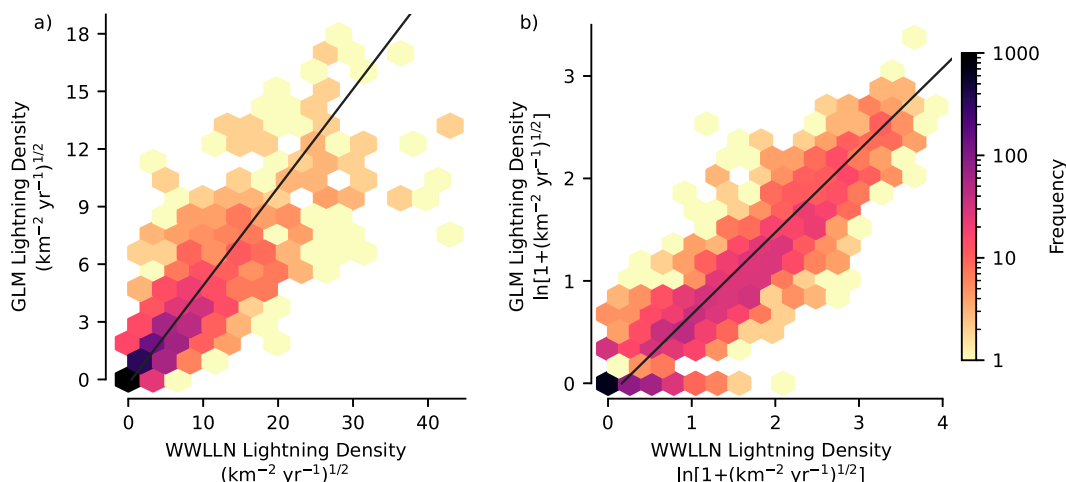 a)
GLM Lightning Density
(km⁻² yr⁻¹)¹/²
18
15
12
9
6
3
0
0 10 20 30 40
WWLLN Lightning Density
(km⁻² yr⁻¹)¹/²
b)
GLM Lightning Density
ln[1+(km⁻² yr⁻¹)¹/²]
3
2
1
0
0 1 2 3 4
WWLLN Lightning Density
ln[1+(km⁻² yr⁻¹)¹/²]
1000
100
10
1
Frequency